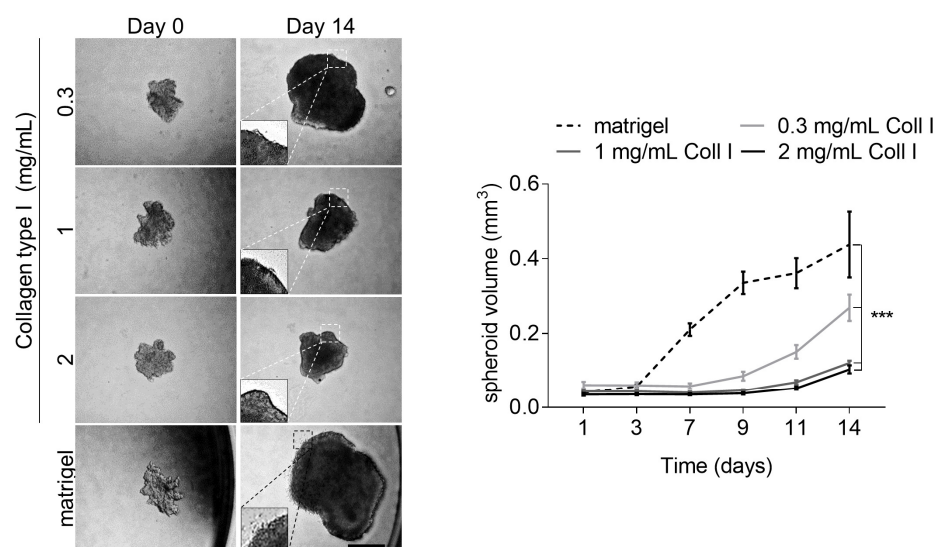 Day 0 Day 14
Collagen type I (mg/mL)
0.3
1
2
matrigel
matrigel 0.3 mg/mL Coll I
1 mg/mL Coll I 2 mg/mL Coll I
spheroid volume (mm³)
0.6
0.4
0.2
0.0
***
1 3 7 9 11 14
Time (days)